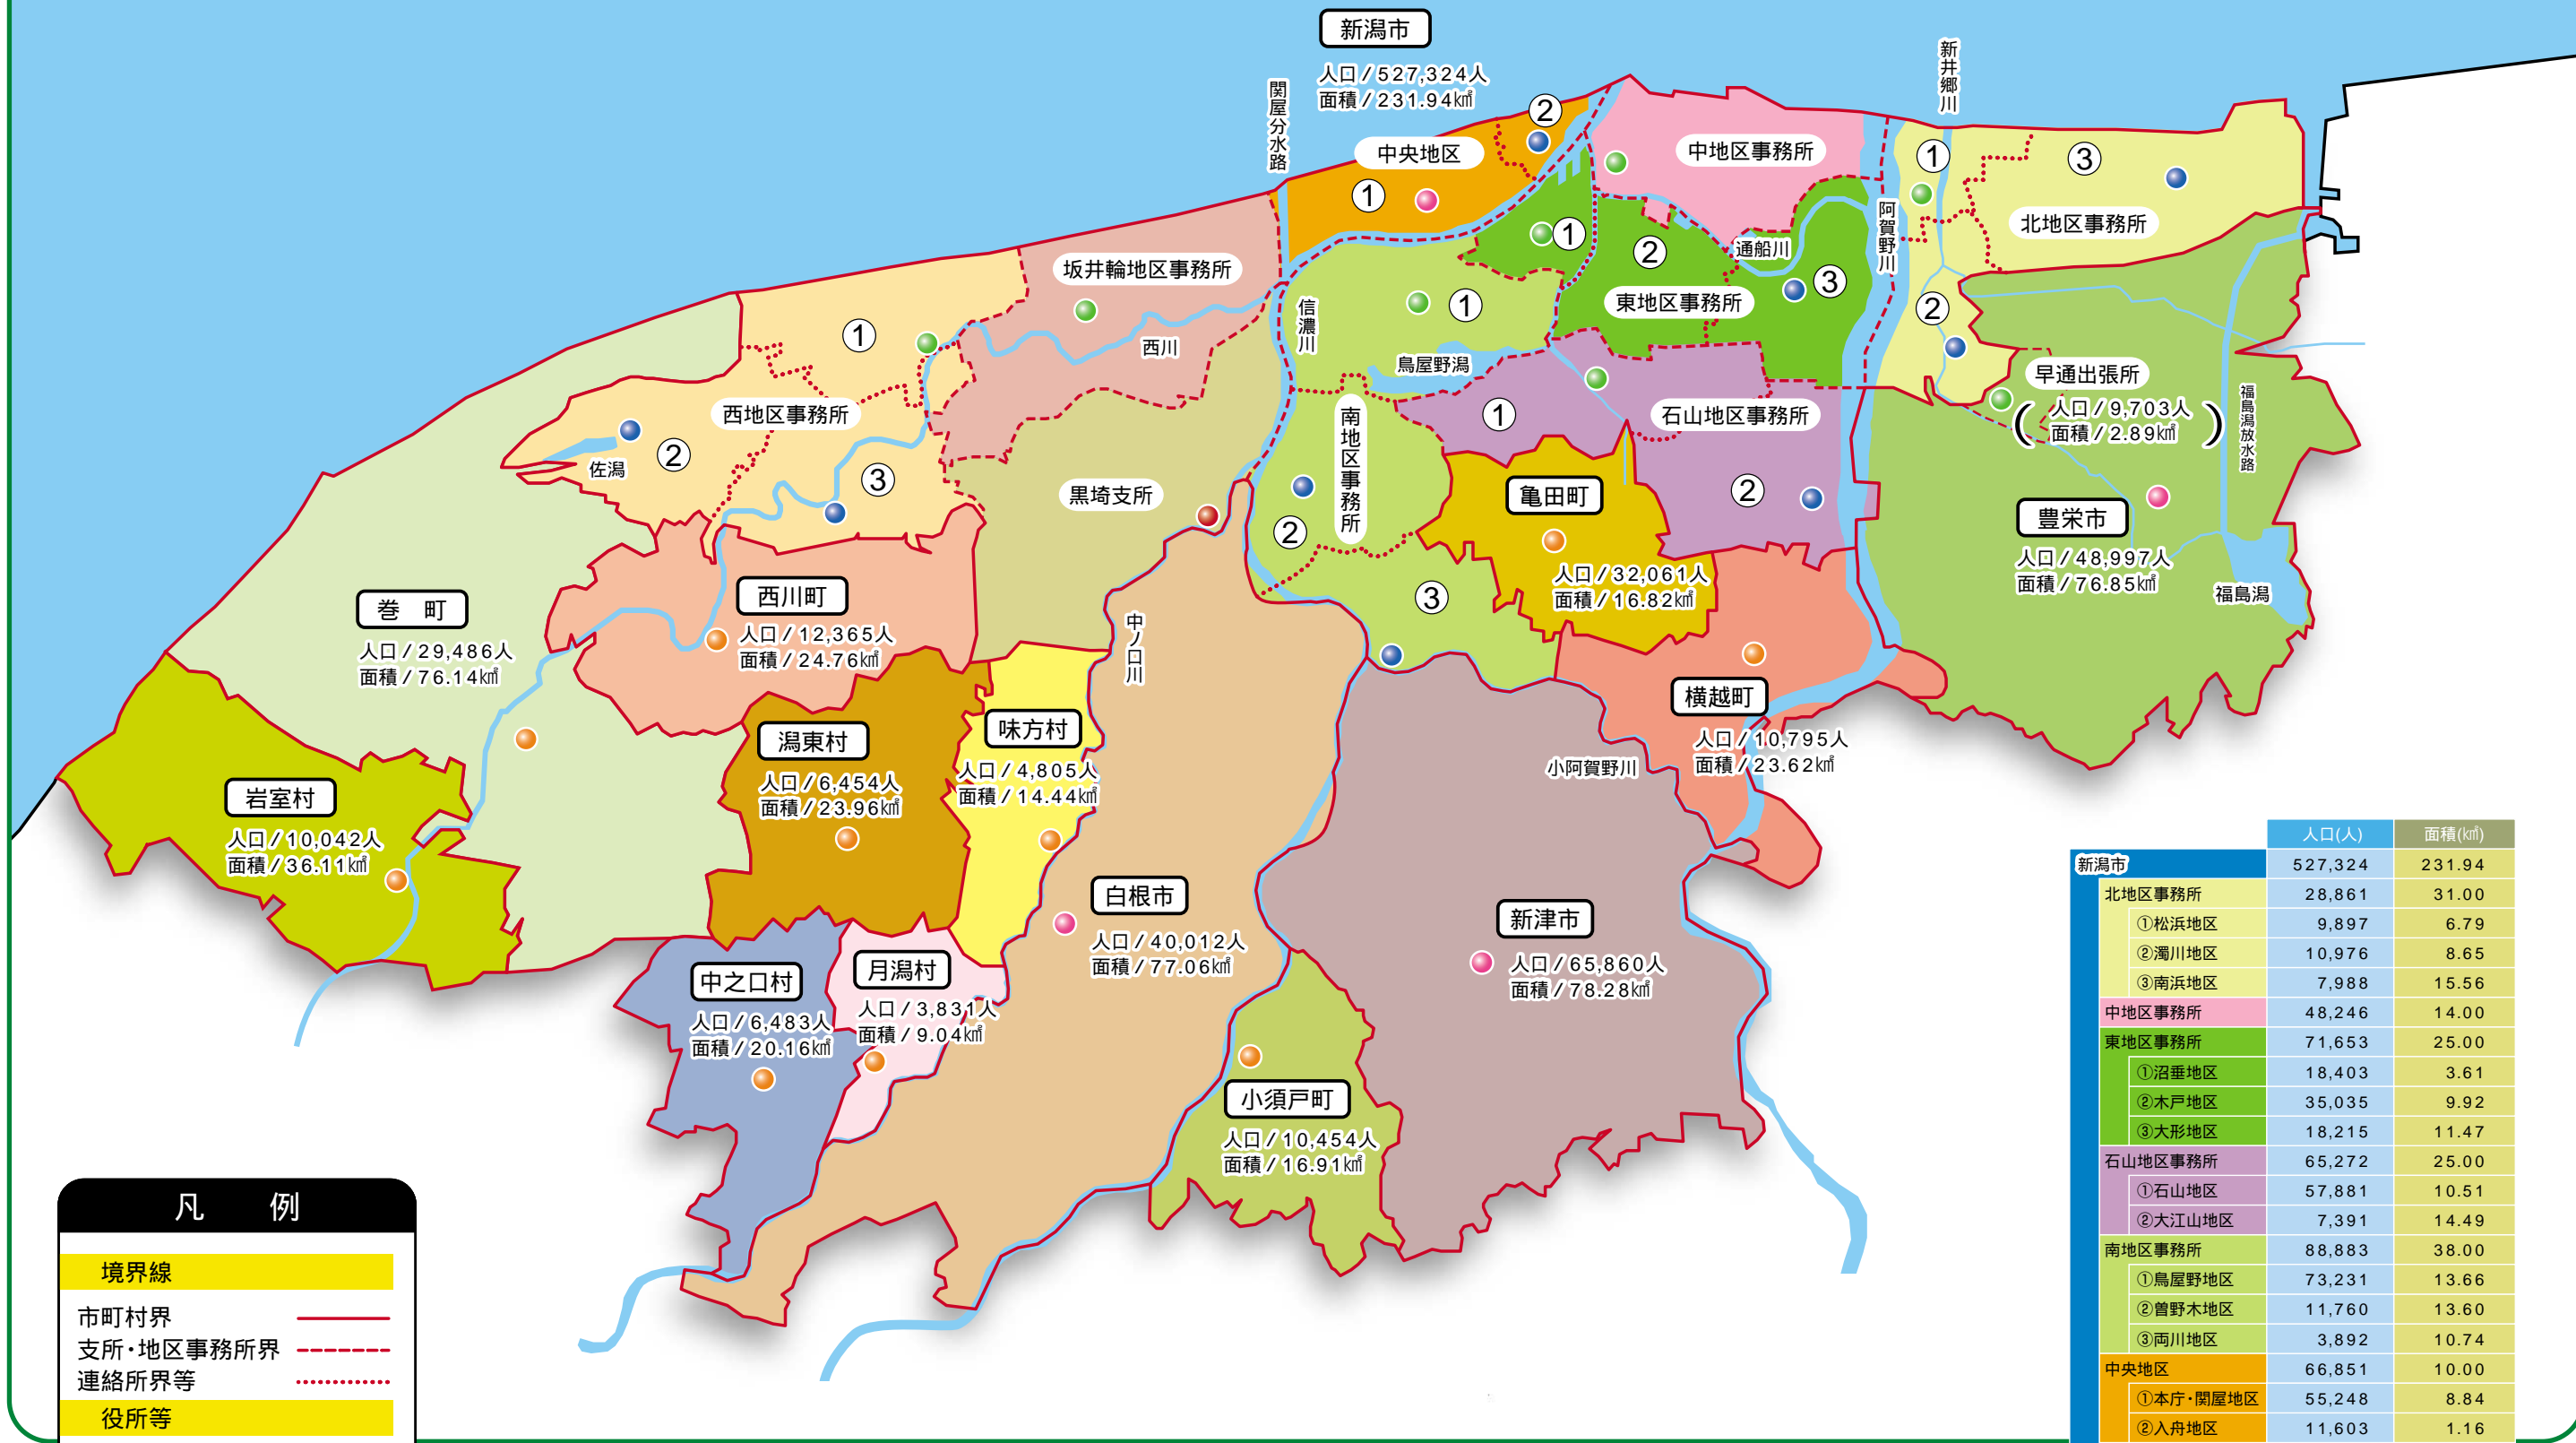 新潟市
人口/527,324人
面積/231.94㎢
関屋分水路
新井郷川
中央地区
①
②
中地区事務所
①
③
北地区事務所
②
阿賀野川
坂井輪地区事務所
西川
信濃川
①
②
通船川
③
東地区事務所
①
鳥屋野潟
早通出張所
(人口/9,703人
面積/2.89㎢)
福島潟放水路
①
西地区事務所
②
佐潟
③
黒埼支所
南地区事務所
②
③
①
石山地区事務所
②
亀田町
人口/32,061人
面積/16.82㎢
豊栄市
人口/48,997人
面積/76.85㎢
福島潟
巻 町
人口/29,486人
面積/76.14㎢
西川町
人口/12,365人
面積/24.76㎢
中ノ口川
横越町
人口/10,795人
面積/23.62㎢
小阿賀野川
潟東村
人口/6,454人
面積/23.96㎢
味方村
人口/4,805人
面積/14.44㎢
岩室村
人口/10,042人
面積/36.11㎢
白根市
人口/40,012人
面積/77.06㎢
新津市
人口/65,860人
面積/78.28㎢
中之口村
人口/6,483人
面積/20.16㎢
月潟村
人口/3,831人
面積/9.04㎢
小須戸町
人口/10,454人
面積/16.91㎢
凡 例
境界線
市町村界
支所・地区事務所界
連絡所界等
役所等
人口(人) 面積(㎢)
新潟市 527,324 231.94
北地区事務所 28,861 31.00
①松浜地区 9,897 6.79
②濁川地区 10,976 8.65
③南浜地区 7,988 15.56
中地区事務所 48,246 14.00
東地区事務所 71,653 25.00
①沼垂地区 18,403 3.61
②木戸地区 35,035 9.92
③大形地区 18,215 11.47
石山地区事務所 65,272 25.00
①石山地区 57,881 10.51
②大江山地区 7,391 14.49
南地区事務所 88,883 38.00
①鳥屋野地区 73,231 13.66
②曽野木地区 11,760 13.60
③両川地区 3,892 10.74
中央地区 66,851 10.00
①本庁・関屋地区 55,248 8.84
②入舟地区 11,603 1.16